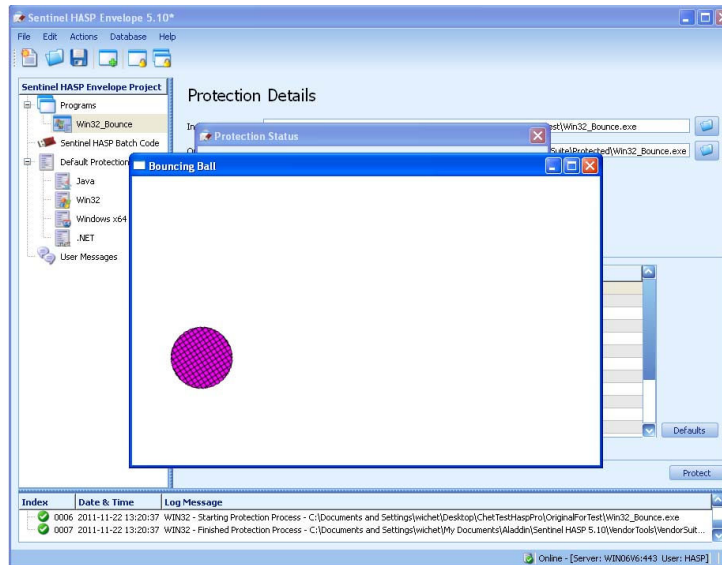 Sentinel HASP Envelope 5.10*
File Edit Actions Database Help
Sentinel HASP Envelope Project
Programs
Win32_Bounce
Sentinel HASP Batch Code
Default Protection
Java
Win32
Windows x64
.NET
User Messages
Protection Details
In
est\Win32_Bounce.exe
Protection Status
Suite\Protected\Win32_Bounce.exe
Bouncing Ball
Defaults
Protect
Index Date & Time Log Message
0006 2011-11-22 13:20:37 WIN32 - Starting Protection Process - C:\Documents and Settings\wichet\Desktop\ChetTestHaspPro\OriginalForTest\Win32_Bounce.exe
0007 2011-11-22 13:20:37 WIN32 - Finished Protection Process - C:\Documents and Settings\wichet\My Documents\Aladdin\Sentinel HASP 5.10\VendorTools\VendorSuit...
Online - [Server: WIN06V6:443 User: HASP]